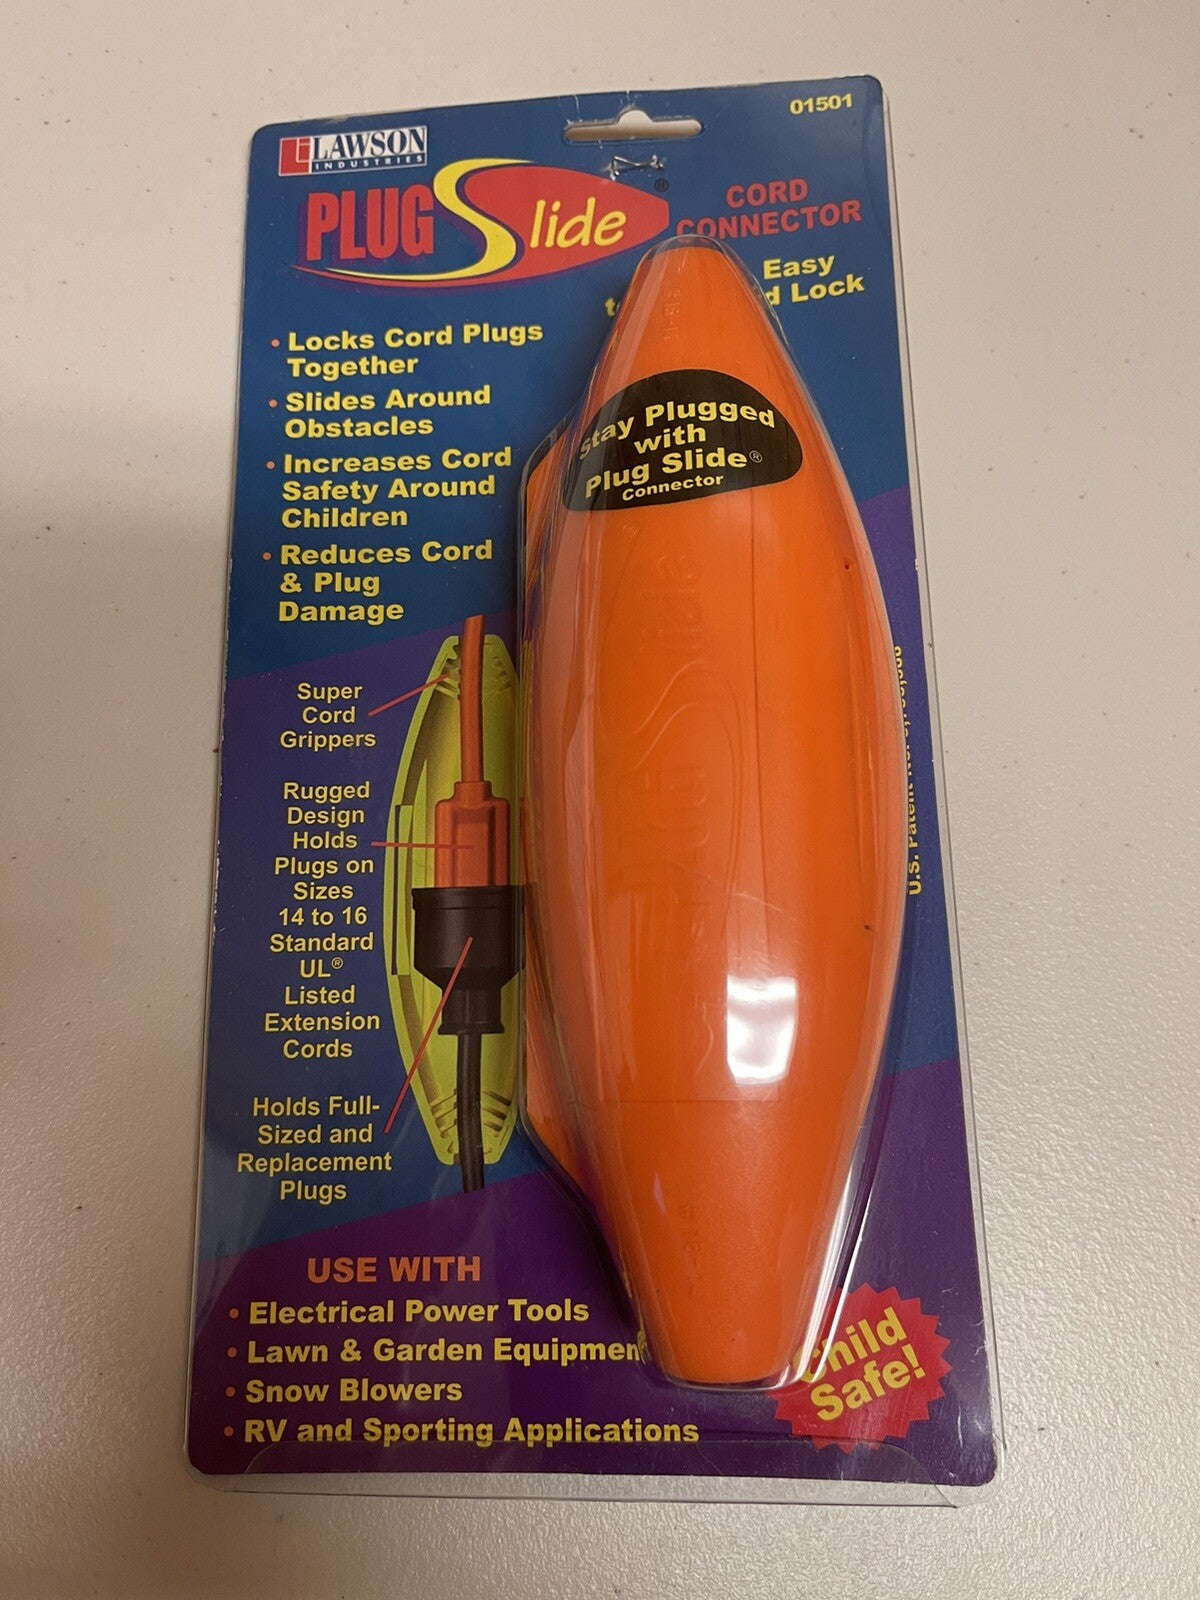 01501
LAWSON
INDUSTRIES
PLUG Slide®
CORD
CONNECTOR
Easy
Lock
• Locks Cord Plugs
Together
• Slides Around
Obstacles
• Increases Cord
Safety Around
Children
• Reduces Cord
& Plug
Damage
Stay Plugged
with
Plug Slide®
Connector
Super
Cord
Grippers
Rugged
Design
Holds
Plugs on
Sizes
14 to 16
Standard
UL®
Listed
Extension
Cords
Holds Full-
Sized and
Replacement
Plugs
U.S. Patent No.
USE WITH
• Electrical Power Tools
• Lawn & Garden Equipment
• Snow Blowers
• RV and Sporting Applications
Child
Safe!